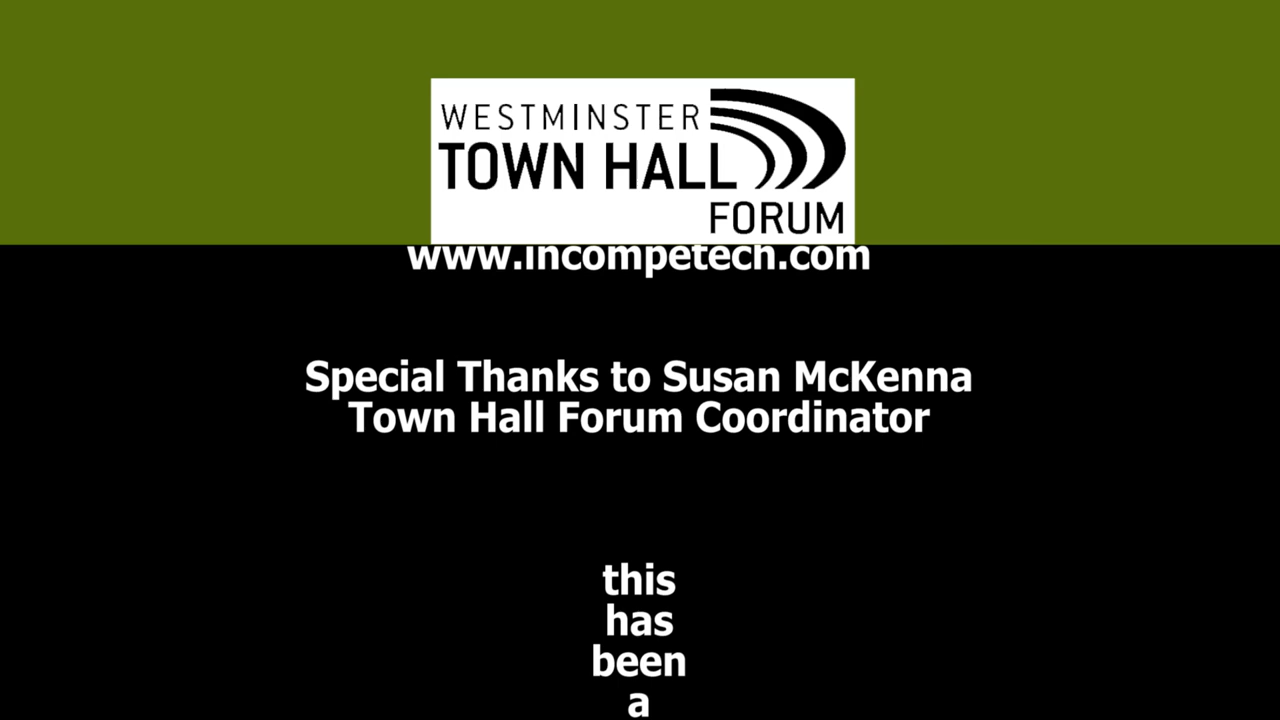 WESTMINSTER
TOWN HALL
FORUM
www.incompetech.com
Special Thanks to Susan McKenna
Town Hall Forum Coordinator
this
has
been
a